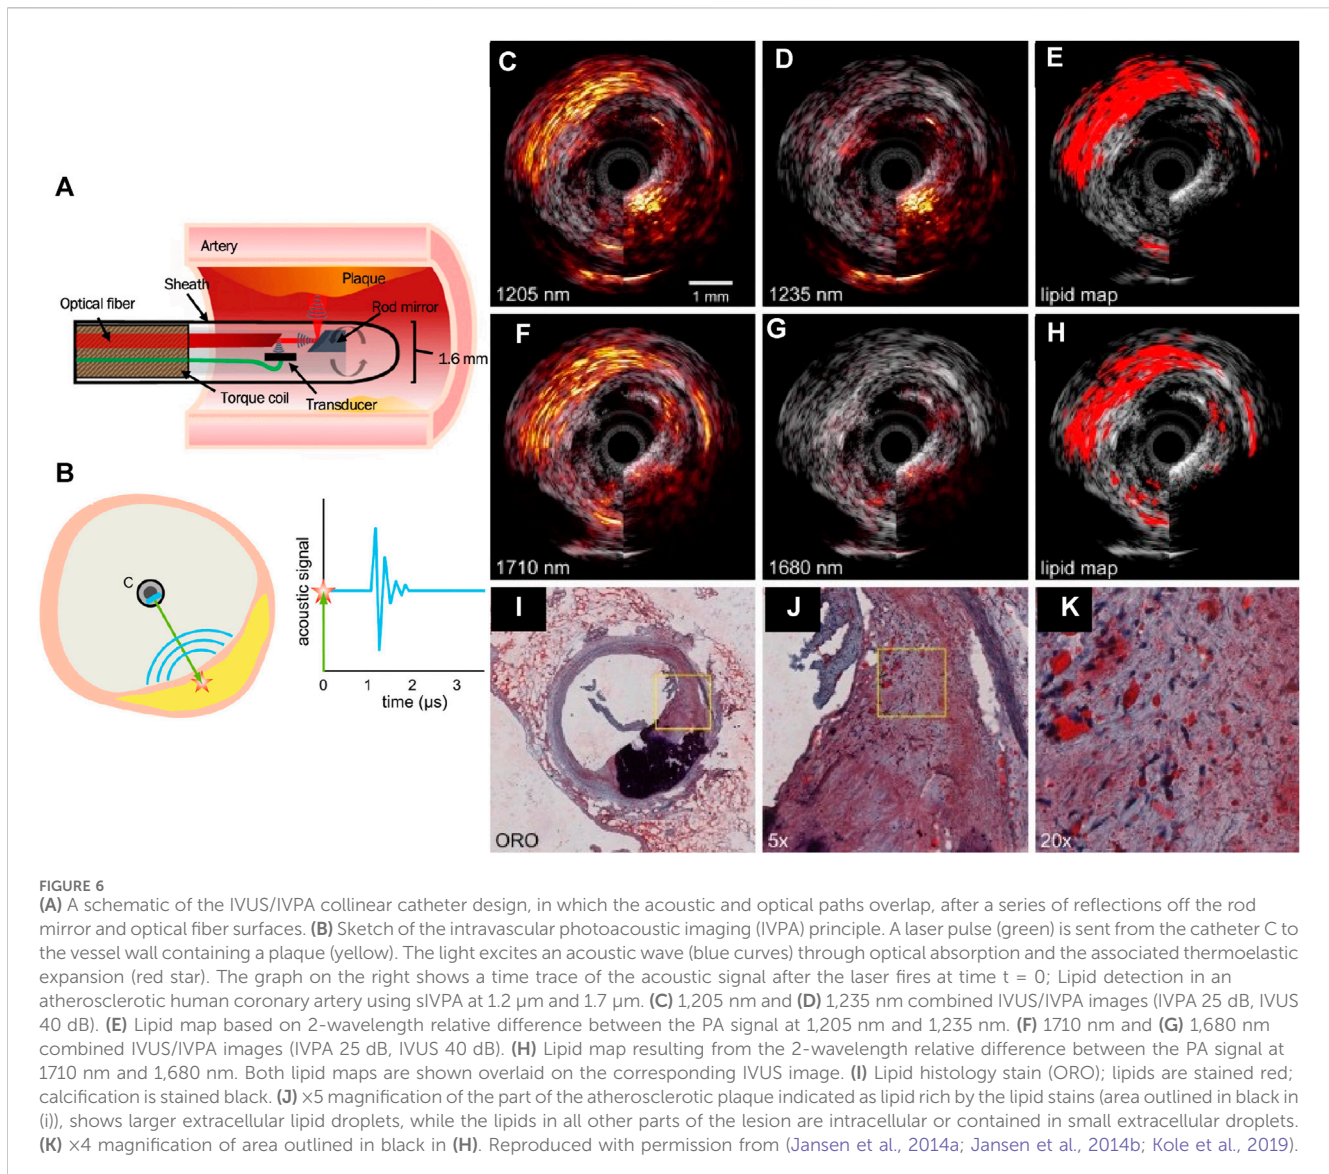 A
Artery
Sheath
Plaque
Optical fiber
Rod mirror
1.6 mm
Torque coil
Transducer
B
C
acoustic signal
0
1
2
3
time (µs)
C
1205 nm
1 mm
D
1235 nm
E
lipid map
F
1710 nm
G
1680 nm
H
lipid map
I
ORO
J
5x
K
20x
FIGURE 6
(A) A schematic of the IVUS/IVPA collinear catheter design, in which the acoustic and optical paths overlap, after a series of reflections off the rod
mirror and optical fiber surfaces. (B) Sketch of the intravascular photoacoustic imaging (IVPA) principle. A laser pulse (green) is sent from the catheter C to
the vessel wall containing a plaque (yellow). The light excites an acoustic wave (blue curves) through optical absorption and the associated thermoelastic
expansion (red star). The graph on the right shows a time trace of the acoustic signal after the laser fires at time t = 0; Lipid detection in an
atherosclerotic human coronary artery using sIVPA at 1.2 µm and 1.7 µm. (C) 1,205 nm and (D) 1,235 nm combined IVUS/IVPA images (IVPA 25 dB, IVUS
40 dB). (E) Lipid map based on 2-wavelength relative difference between the PA signal at 1,205 nm and 1,235 nm. (F) 1710 nm and (G) 1,680 nm
combined IVUS/IVPA images (IVPA 25 dB, IVUS 40 dB). (H) Lipid map resulting from the 2-wavelength relative difference between the PA signal at
1710 nm and 1,680 nm. Both lipid maps are shown overlaid on the corresponding IVUS image. (I) Lipid histology stain (ORO); lipids are stained red;
calcification is stained black. (J) ×5 magnification of the part of the atherosclerotic plaque indicated as lipid rich by the lipid stains (area outlined in black in
(i)), shows larger extracellular lipid droplets, while the lipids in all other parts of the lesion are intracellular or contained in small extracellular droplets.
(K) ×4 magnification of area outlined in black in (H). Reproduced with permission from (Jansen et al., 2014a; Jansen et al., 2014b; Kole et al., 2019).